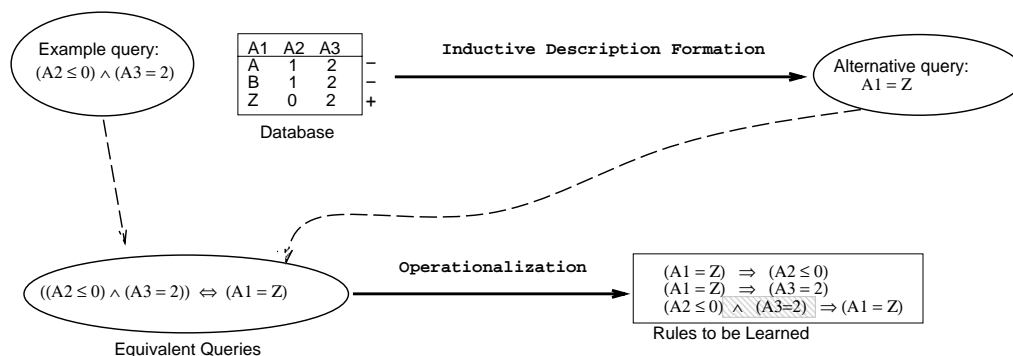 Example query:
(A2 ≤ 0) ∧ (A3 = 2)
A1 A2 A3
A 1 2 −
B 1 2 −
Z 0 2 +
Database
Inductive Description Formation
Alternative query:
A1 = Z
((A2 ≤ 0) ∧ (A3 = 2)) ⇔ (A1 = Z)
Equivalent Queries
Operationalization
(A1 = Z) ⇒ (A2 ≤ 0)
(A1 = Z) ⇒ (A3 = 2)
(A2 ≤ 0) ∧ (A3=2) ⇒ (A1 = Z)
Rules to be Learned